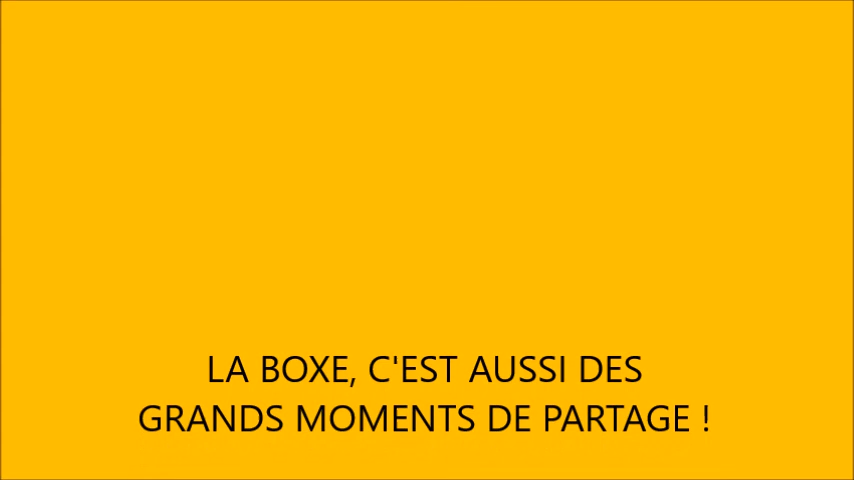 LA BOXE, C'EST AUSSI DES
GRANDS MOMENTS DE PARTAGE !